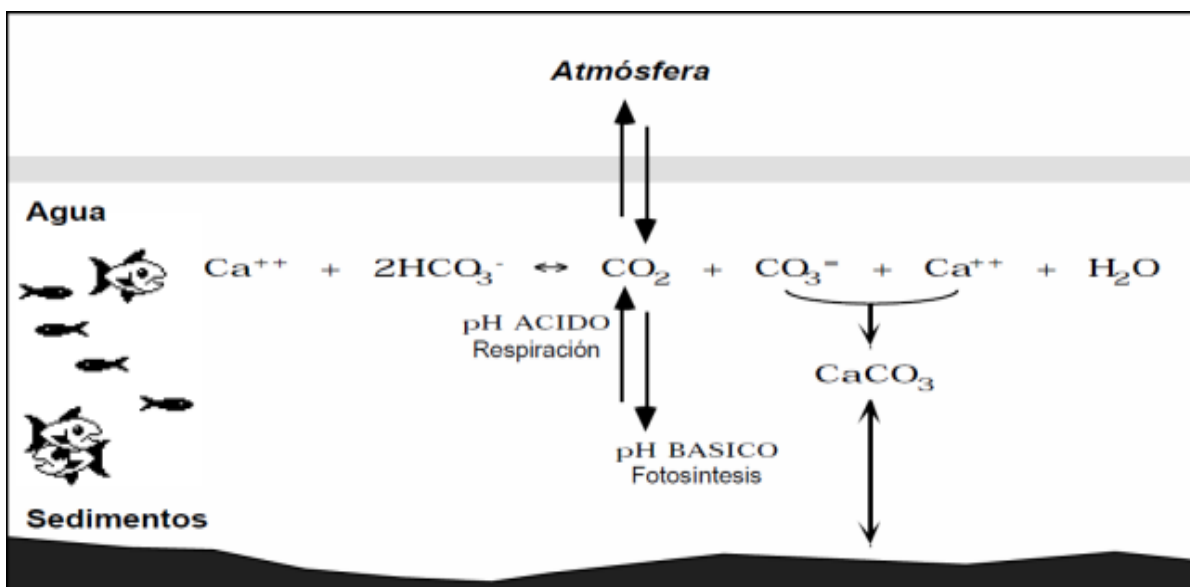 Atmósfera
Agua
Ca⁺⁺ + 2HCO₃⁻ ↔ CO₂ + CO₃⁼ + Ca⁺⁺ + H₂O
pH ACIDO
Respiración
CaCO₃
pH BASICO
Fotosintesis
Sedimentos